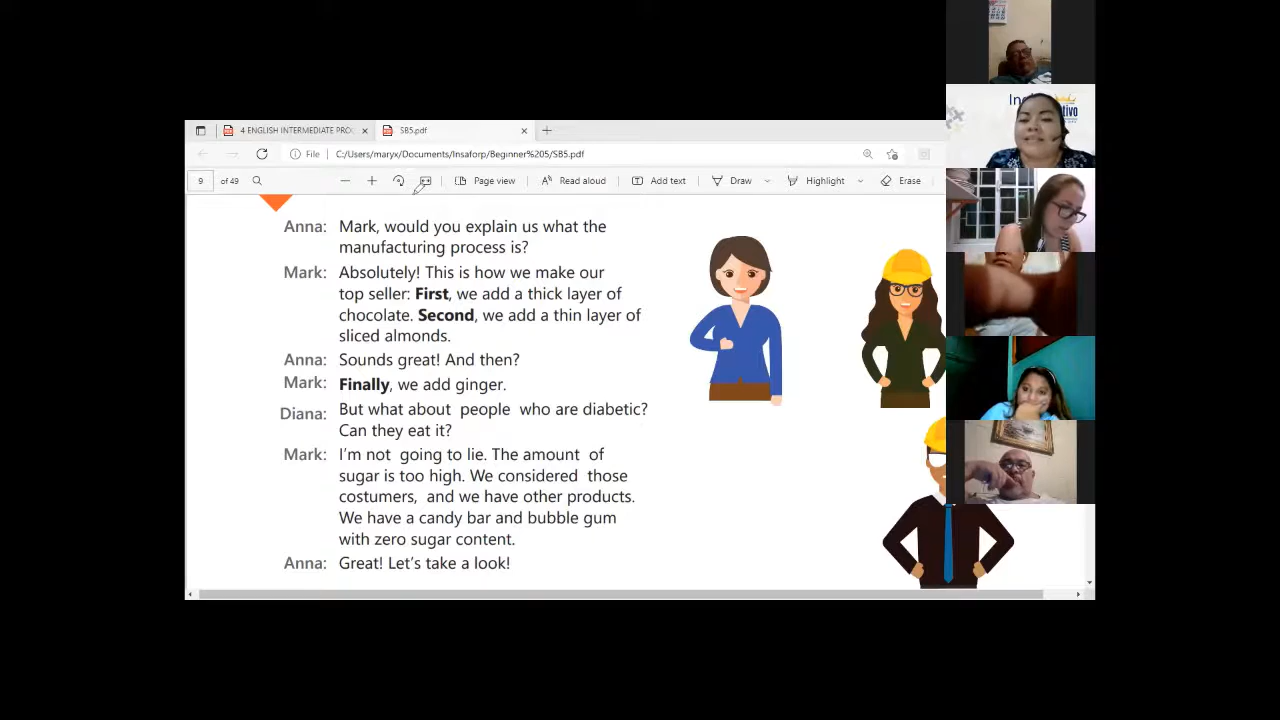 4 ENGLISH INTERMEDIATE PRO
SB5.pdf
File
C:/Users/maryx/Documents/Insaforp/Beginner%205/SB5.pdf
9
of 49
Page view
Read aloud
Add text
Draw
Highlight
Erase
Anna: Mark, would you explain us what the
manufacturing process is?
Mark: Absolutely! This is how we make our
top seller: First, we add a thick layer of
chocolate. Second, we add a thin layer of
sliced almonds.
Anna: Sounds great! And then?
Mark: Finally, we add ginger.
Diana: But what about people who are diabetic?
Can they eat it?
Mark: I'm not going to lie. The amount of
sugar is too high. We considered those
costumers, and we have other products.
We have a candy bar and bubble gum
with zero sugar content.
Anna: Great! Let's take a look!